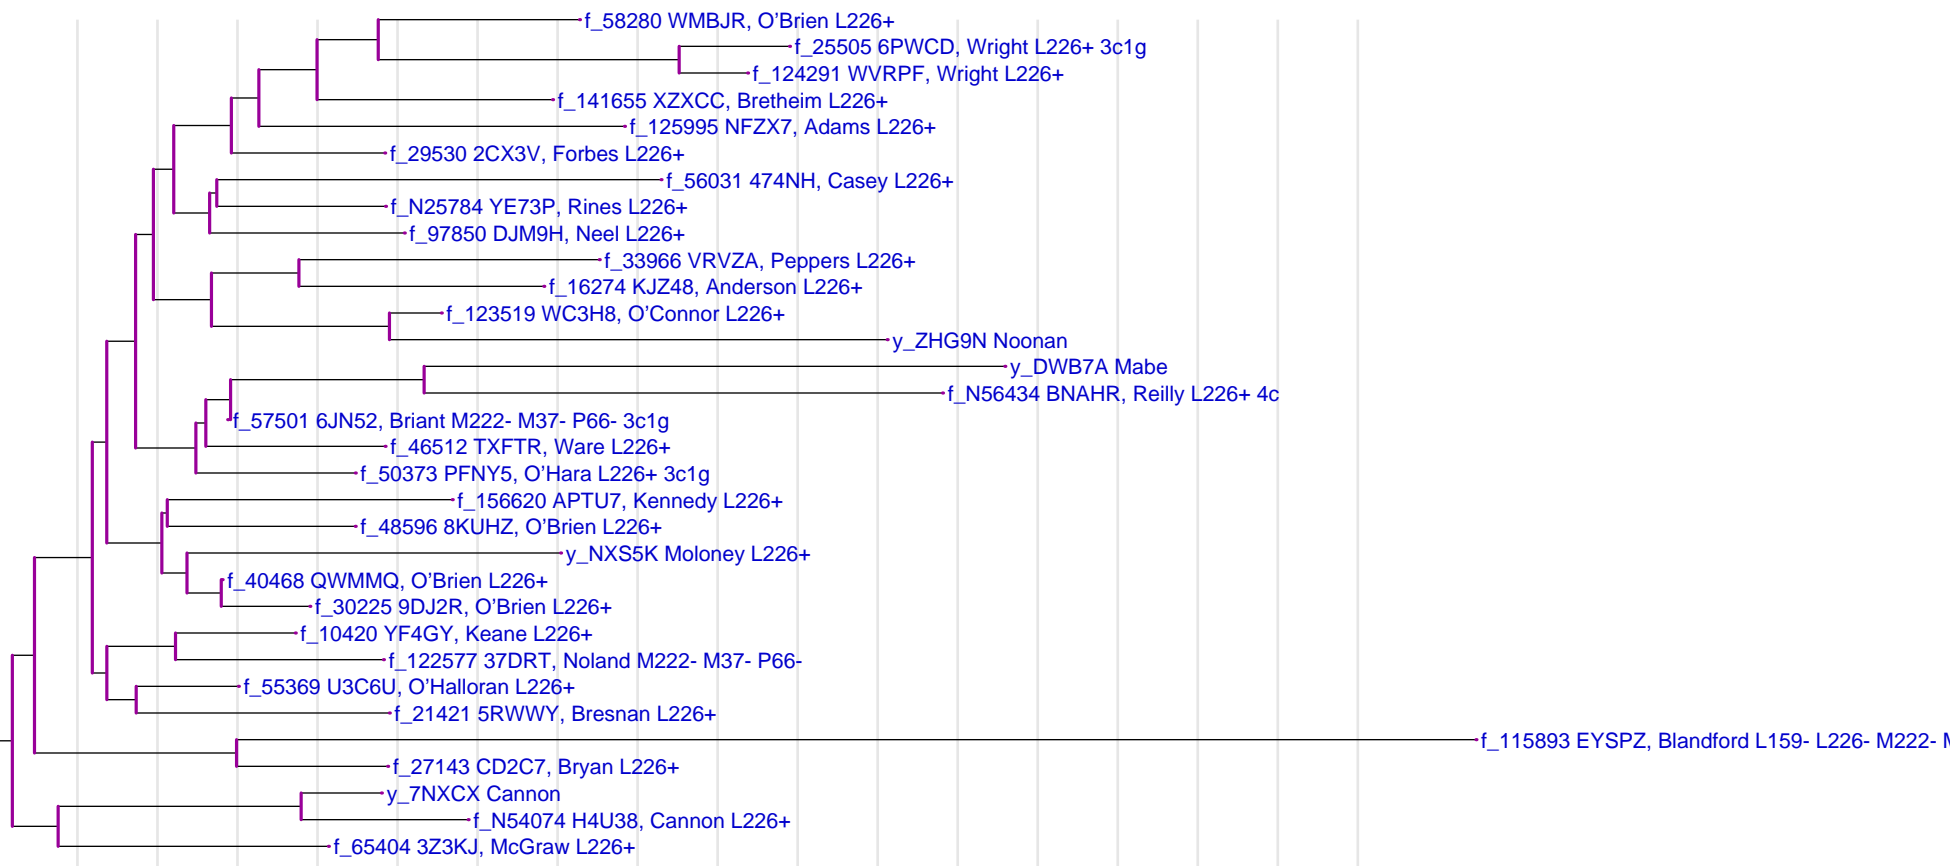 f_58280 WMBJR, O'Brien L226+
f_25505 6PWCD, Wright L226+ 3c1g
f_124291 WVRPF, Wright L226+
f_141655 XZXCC, Bretheim L226+
f_125995 NFZX7, Adams L226+
f_29530 2CX3V, Forbes L226+
f_56031 474NH, Casey L226+
f_N25784 YE73P, Rines L226+
f_97850 DJM9H, Neel L226+
f_33966 VRVZA, Peppers L226+
f_16274 KJZ48, Anderson L226+
f_123519 WC3H8, O'Connor L226+
y_ZHG9N Noonan
y_DWB7A Mabe
f_N56434 BNAHR, Reilly L226+ 4c
f_57501 6JN52, Briant M222- M37- P66- 3c1g
f_46512 TXFTR, Ware L226+
f_50373 PFNY5, O'Hara L226+ 3c1g
f_156620 APTU7, Kennedy L226+
f_48596 8KUHZ, O'Brien L226+
y_NXS5K Moloney L226+
f_40468 QWMMQ, O'Brien L226+
f_30225 9DJ2R, O'Brien L226+
f_10420 YF4GY, Keane L226+
f_122577 37DRT, Noland M222- M37- P66-
f_55369 U3C6U, O'Halloran L226+
f_21421 5RWWY, Bresnan L226+
f_115893 EYSPZ, Blandford L159- L226- M222-
f_27143 CD2C7, Bryan L226+
y_7NXCX Cannon
f_N54074 H4U38, Cannon L226+
f_65404 3Z3KJ, McGraw L226+